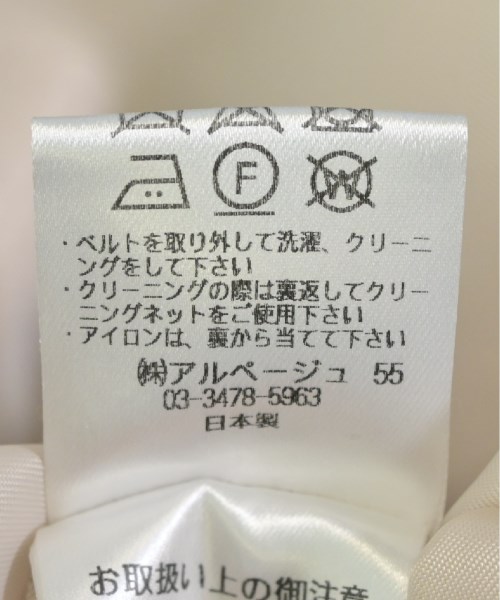 F
W
・ベルトを取り外して洗濯、クリーニ
ングをして下さい
・クリーニングの際は裏返してクリー
ニングネットをご使用下さい
・アイロンは、裏から当てて下さい
㈱アルページュ 55
03-3478-5963
日本製
お取扱い上の御注意